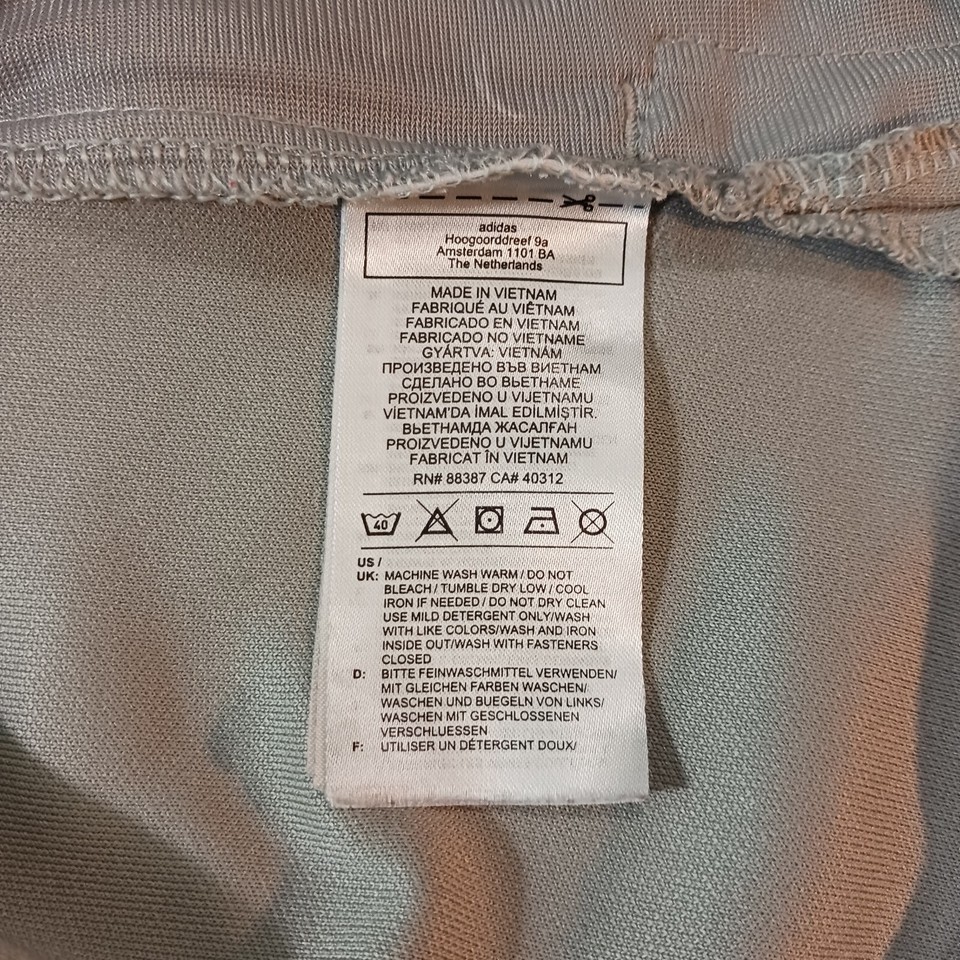 adidas
Hoogoorddreef 9a
Amsterdam 1101 BA
The Netherlands
MADE IN VIETNAM
FABRIQUÉ AU VIÊTNAM
FABRICADO EN VIETNAM
FABRICADO NO VIETNAME
GYÁRTVA: VIETNÁM
ПРОИЗВЕДЕНО ВЪВ ВИЕТНАМ
СДЕЛАНО ВО ВЬЕТНАМЕ
PROIZVEDENO U VIJETNAMU
VİETNAM'DA İMAL EDİLMİŞTİR.
ВЬЕТНАМДА ЖАСАЛҒАН
PROIZVEDENO U VIJETNAMU
FABRICAT ÎN VIETNAM
RN# 88387 CA# 40312
40
US /
UK: MACHINE WASH WARM / DO NOT
BLEACH / TUMBLE DRY LOW / COOL
IRON IF NEEDED / DO NOT DRY CLEAN
USE MILD DETERGENT ONLY/WASH
WITH LIKE COLORS/WASH AND IRON
INSIDE OUT/WASH WITH FASTENERS
CLOSED
D: BITTE FEINWASCHMITTEL VERWENDEN/
MIT GLEICHEN FARBEN WASCHEN/
WASCHEN UND BUEGELN VON LINKS/
WASCHEN MIT GESCHLOSSENEN
VERSCHLUESSEN
F: UTILISER UN DÉTERGENT DOUX/